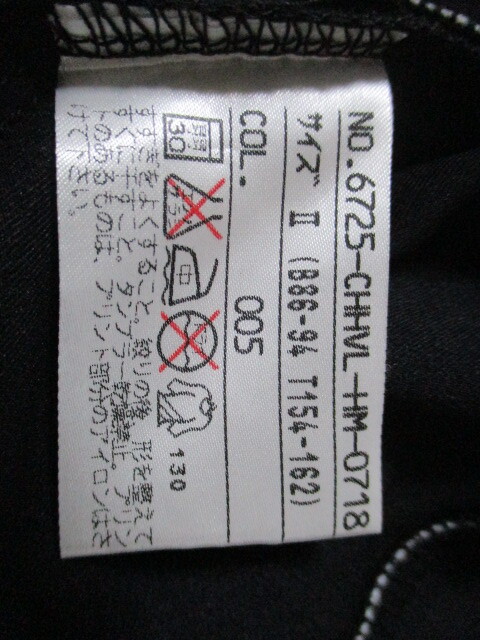 NO.6725-CHHVL-HM-0718
サイズ II (B86-94 T154-162)
COL. 005
30
中
130
すすぎをよくすること。絞りの後、形を整えて
すぐに干すこと。タンブラー乾燥禁止。プリン
トのあるものは、プリント部分のアイロンはさ
けて下さい。